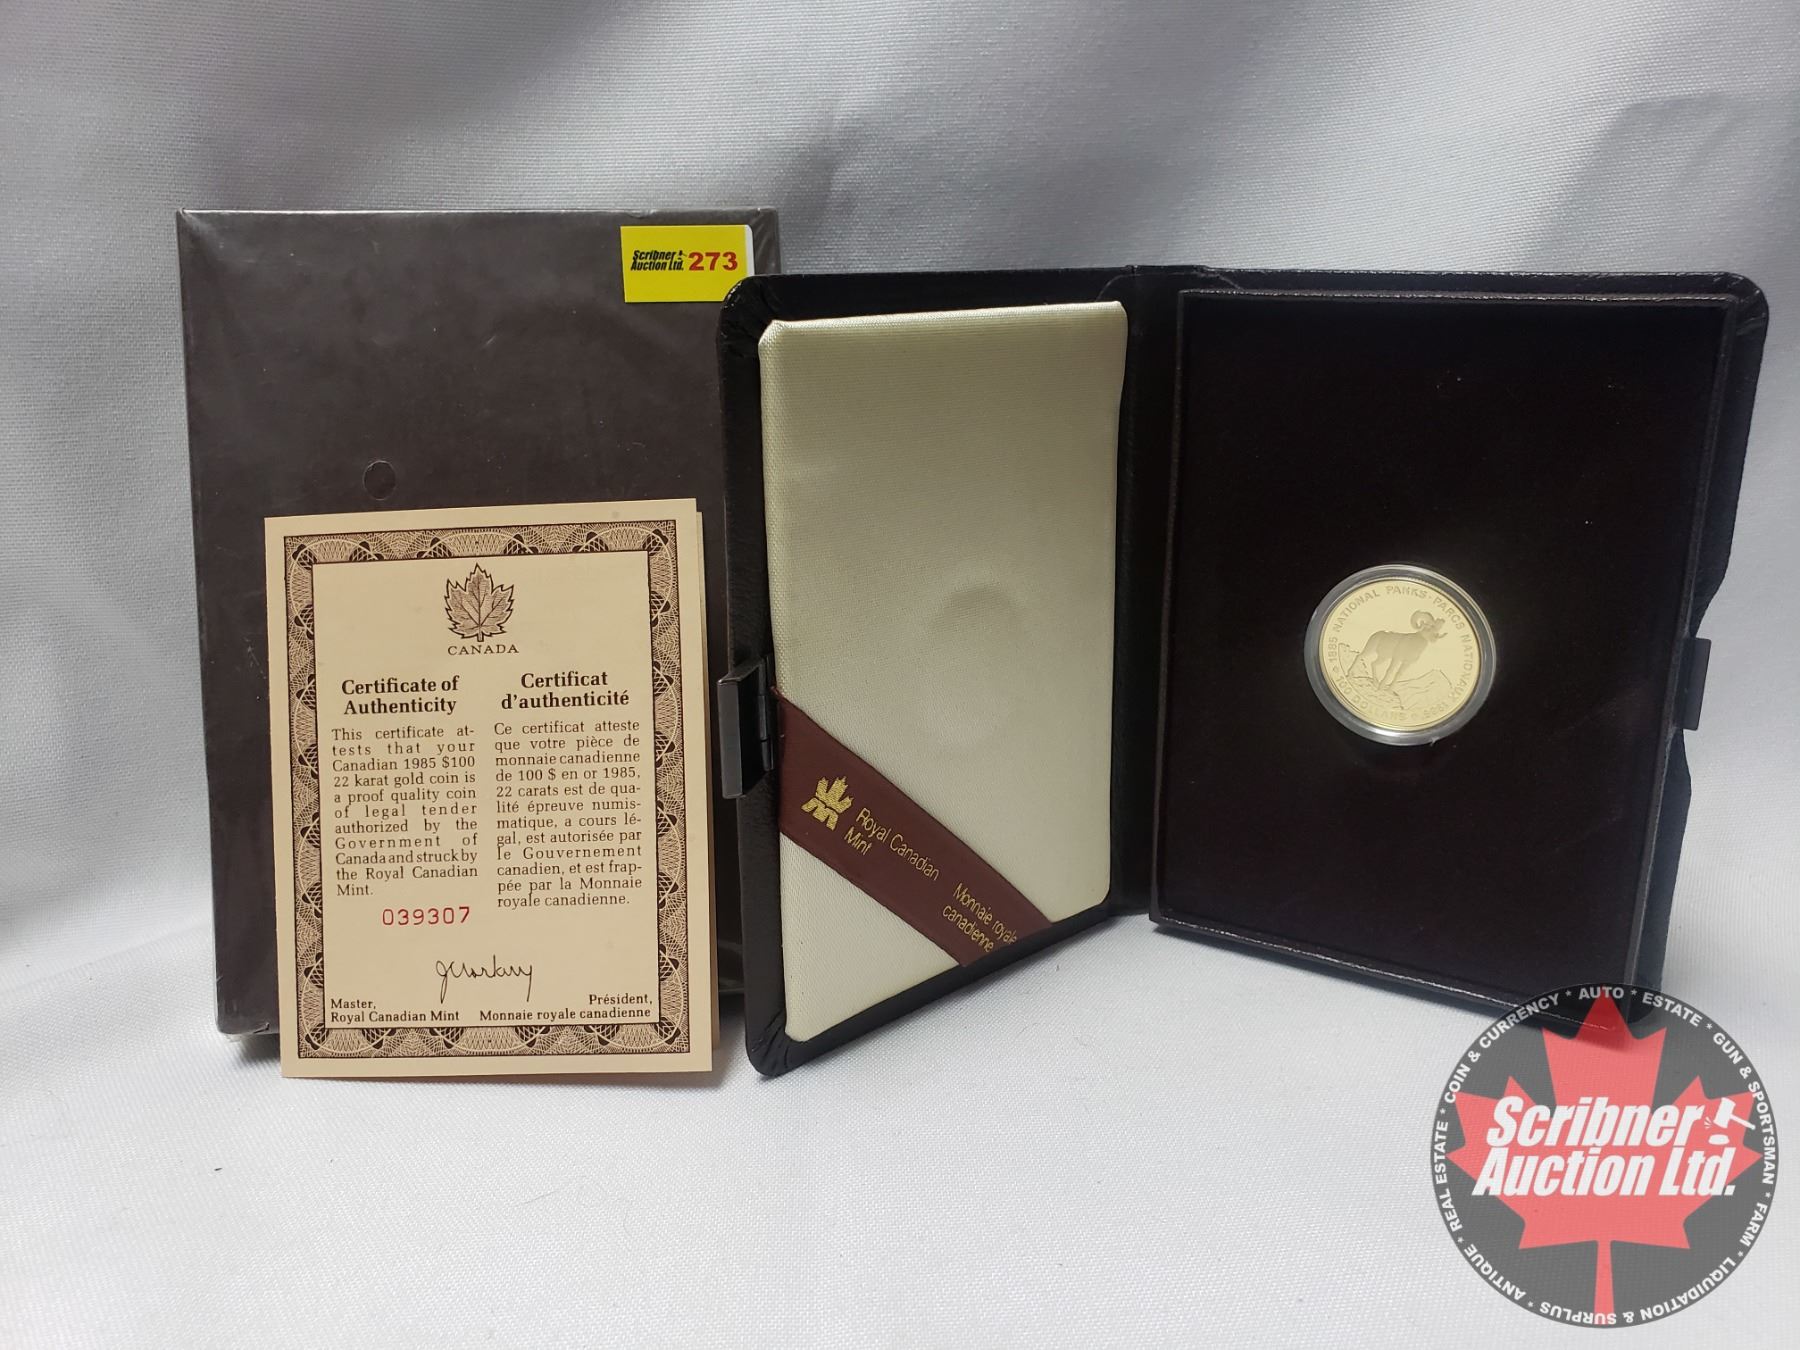 Scribner
Auction Ltd. 273
CANADA
Certificate of
Authenticity
This certificate at-
tests that your
Canadian 1985 $100
22 karat gold coin is
a proof quality coin
of legal tender
authorized by the
Government of
Canada and struck by
the Royal Canadian
Mint.
Certificat
d'authenticité
Ce certificat atteste
que votre pièce de
monnaie canadienne
de 100 $ en or 1985,
22 carats est de qua-
lité épreuve numis-
matique, a cours lé-
gal, est autorisée par
le Gouvernement
canadien, et est frap-
pée par la Monnaie
royale canadienne.
039307
Master,
Royal Canadian Mint
Président,
Monnaie royale canadienne
Royal Canadian
Mint
Monnaie royale
canadienne
1885 NATIONAL PARKS · PARCS NATIONAUX 1985
100 DOLLARS
COIN & CURRENCY * AUTO * ESTATE * GUN & SPORTSMAN * FARM * LIQUIDATION & SURPLUS * ANTIQUE * REAL ESTATE *
Scribner
Auction Ltd.